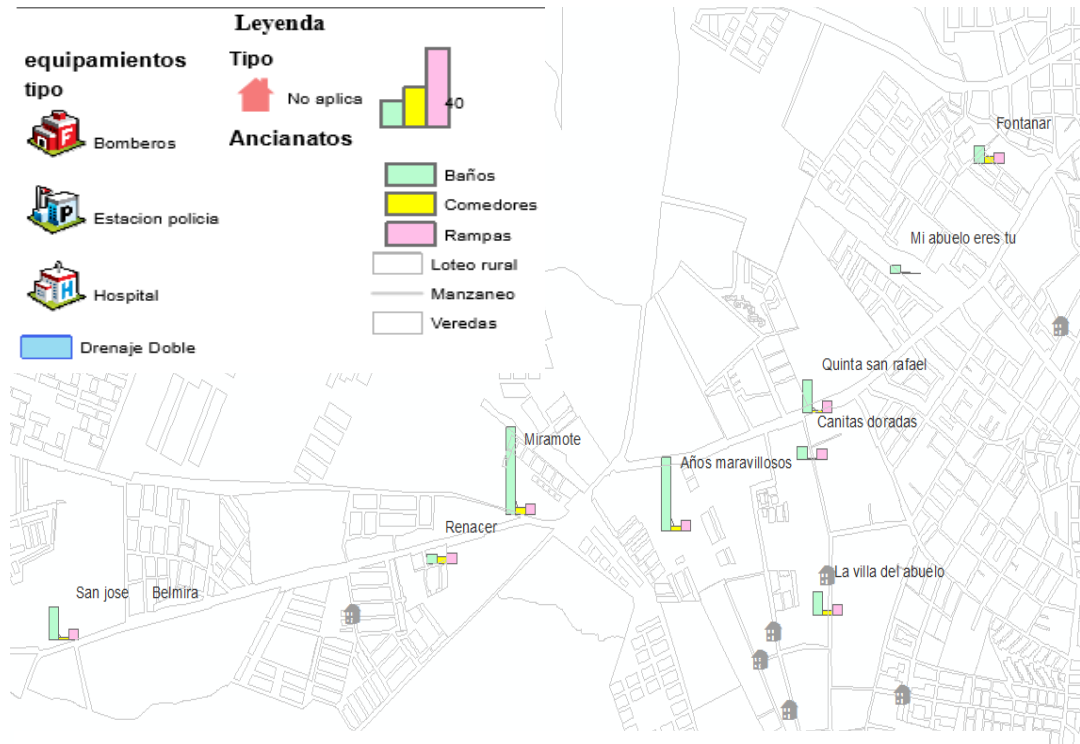 Leyenda
equipamientos
tipo
Bomberos
Estacion policia
Hospital
Drenaje Doble
Tipo
No aplica
40
Ancianatos
Baños
Comedores
Rampas
Loteo rural
Manzaneo
Veredas
Fontanar
Mi abuelo eres tu
Quinta san rafael
Canitas doradas
Miramote
Años maravillosos
Renacer
La villa del abuelo
San jose
Belmira